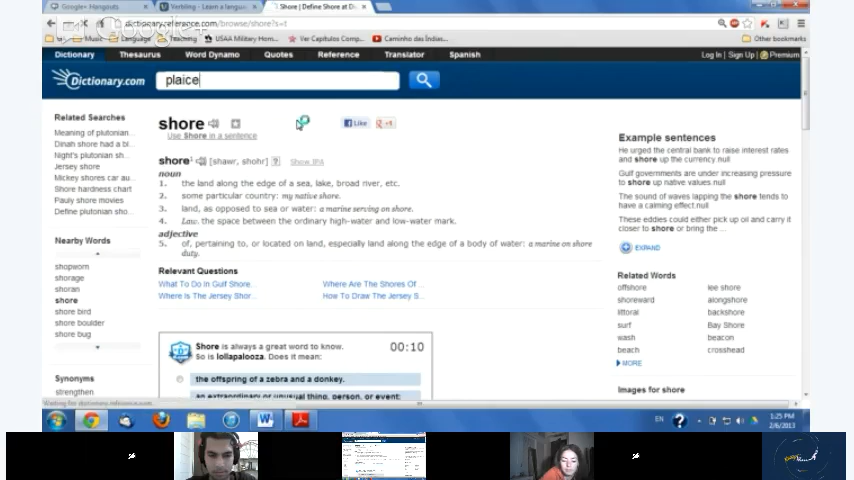 Google+ Hangouts
Verbling - Learn a langua
Shore | Define Shore at Di
dictionary.reference.com/browse/shore?s=t
Google+
Music
Learning
Teaching
USAA Military Hom...
Ver Capítulos Comp...
Caminho das Índias...
Other bookmarks
Dictionary
Thesaurus
Word Dynamo
Quotes
Reference
Translator
Spanish
Log In | Sign Up | Premium
Dictionary.com
plaice
Related Searches
Meaning of plutonian...
Dinah shore had a bl...
Night's plutonian sh...
Jersey shore
Mickey shores car au...
Shore hardness chart
Pauly shore movies
Define plutonian sho...
Nearby Words
shopworn
shorage
shoran
shore
shore bird
shore boulder
shore bug
Synonyms
strengthen
shore
Like
+1
Use Shore in a sentence
shore1 [shawr, shohr] ? Show IPA
noun
1. the land along the edge of a sea, lake, broad river, etc.
2. some particular country: my native shore.
3. land, as opposed to sea or water: a marine serving on shore.
4. Law. the space between the ordinary high-water and low-water mark.
adjective
5. of, pertaining to, or located on land, especially land along the edge of a body of water: a marine on shore
duty.
Relevant Questions
What To Do In Gulf Shore...
Where Are The Shores Of ...
Where is The Jersey Shor...
How To Draw The Jersey S...
Shore is always a great word to know.
So is lollapalooza. Does it mean:
00:10
the offspring of a zebra and a donkey.
an extraordinary or unusual thing, person, or event;
Example sentences
He urged the central bank to raise interest rates
and shore up the currency null
Gulf governments are under increasing pressure
to shore up native values null
The sound of waves lapping the shore tends to
have a calming effect.null
These eddies could either pick up oil and carry it
closer to shore or bring the ...
EXPAND
Related Words
offshore
lee shore
shoreward
alongshore
littoral
backshore
surf
Bay Shore
wash
beacon
beach
crosshead
MORE
Images for shore
Waiting for dictionary.reference.com...
EN
1:25 PM
2/6/2013